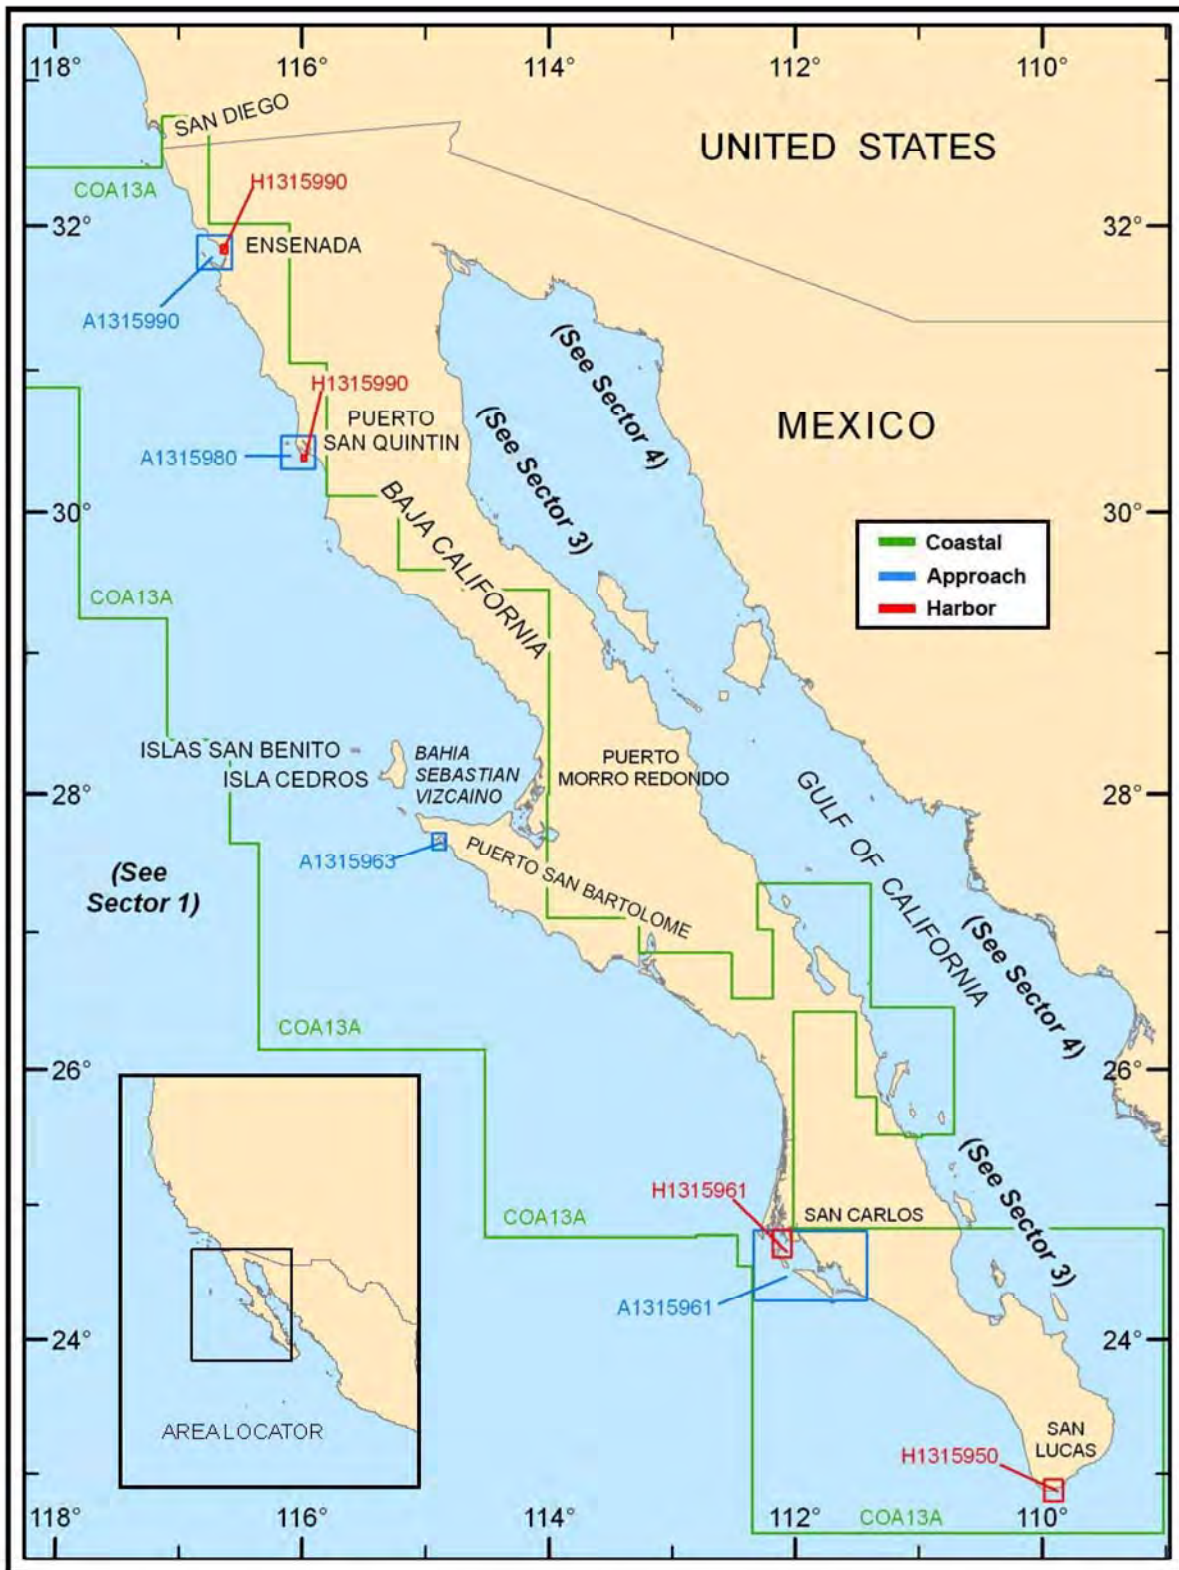 118°
116°
114°
112°
110°
SAN DIEGO
UNITED STATES
COA13A
H1315990
32°
32°
ENSENADA
A1315990
(See Sector 4)
H1315990
(See Sector 3)
PUERTO
SAN QUINTIN
MEXICO
A1315980
BAJA CALIFORNIA
30°
30°
Coastal
Approach
Harbor
COA13A
ISLAS SAN BENITO
ISLA CEDROS
BAHIA
SEBASTIAN
VIZCAINO
PUERTO
MORRO REDONDO
GULF OF CALIFORNIA
28°
28°
A1315963
PUERTO SAN BARTOLOME
(See
Sector 1)
(See Sector 4)
COA13A
26°
26°
(See Sector 3)
H1315961
COA13A
SAN CARLOS
A1315961
24°
24°
AREA LOCATOR
SAN
LUCAS
H1315950
118°
116°
114°
112°
110°
COA13A